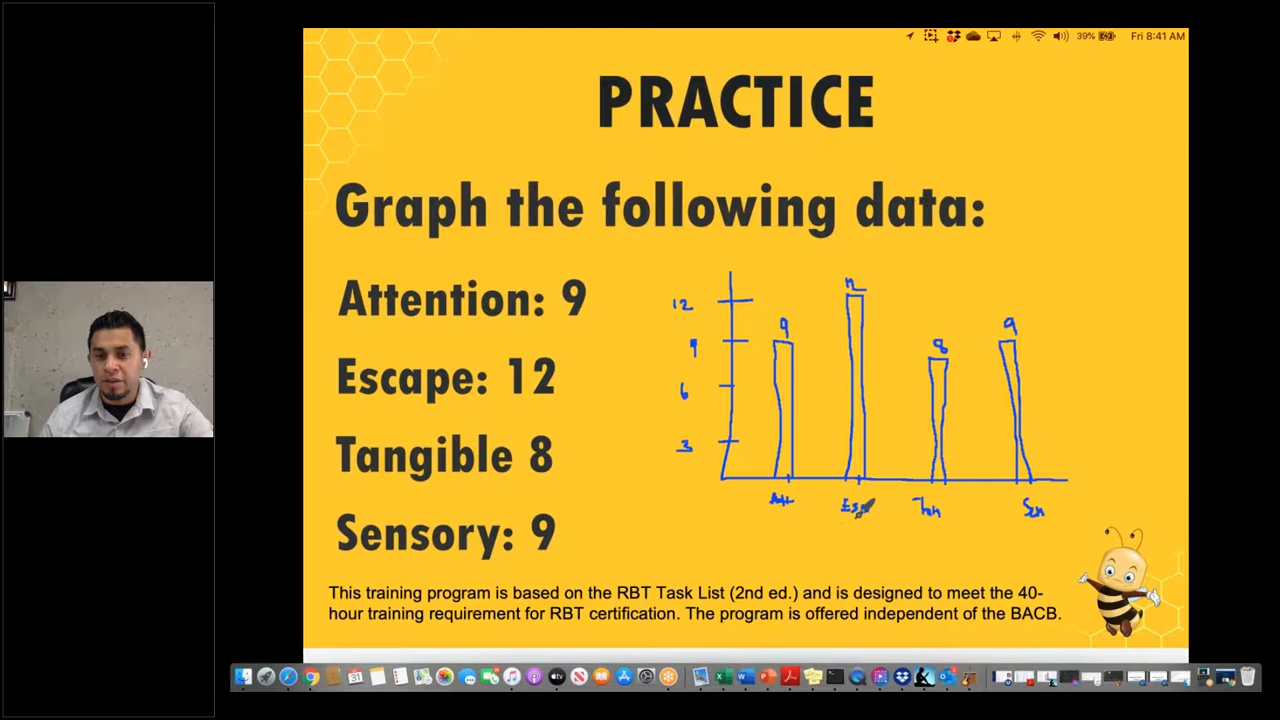 39% Fri 8:41 AM
PRACTICE
Graph the following data:
Attention: 9
Escape: 12
Tangible 8
Sensory: 9
12
9
6
3
9
12
8
9
Att
Esc
Tan
Sen
This training program is based on the RBT Task List (2nd ed.) and is designed to meet the 40-
hour training requirement for RBT certification. The program is offered independent of the BACB.